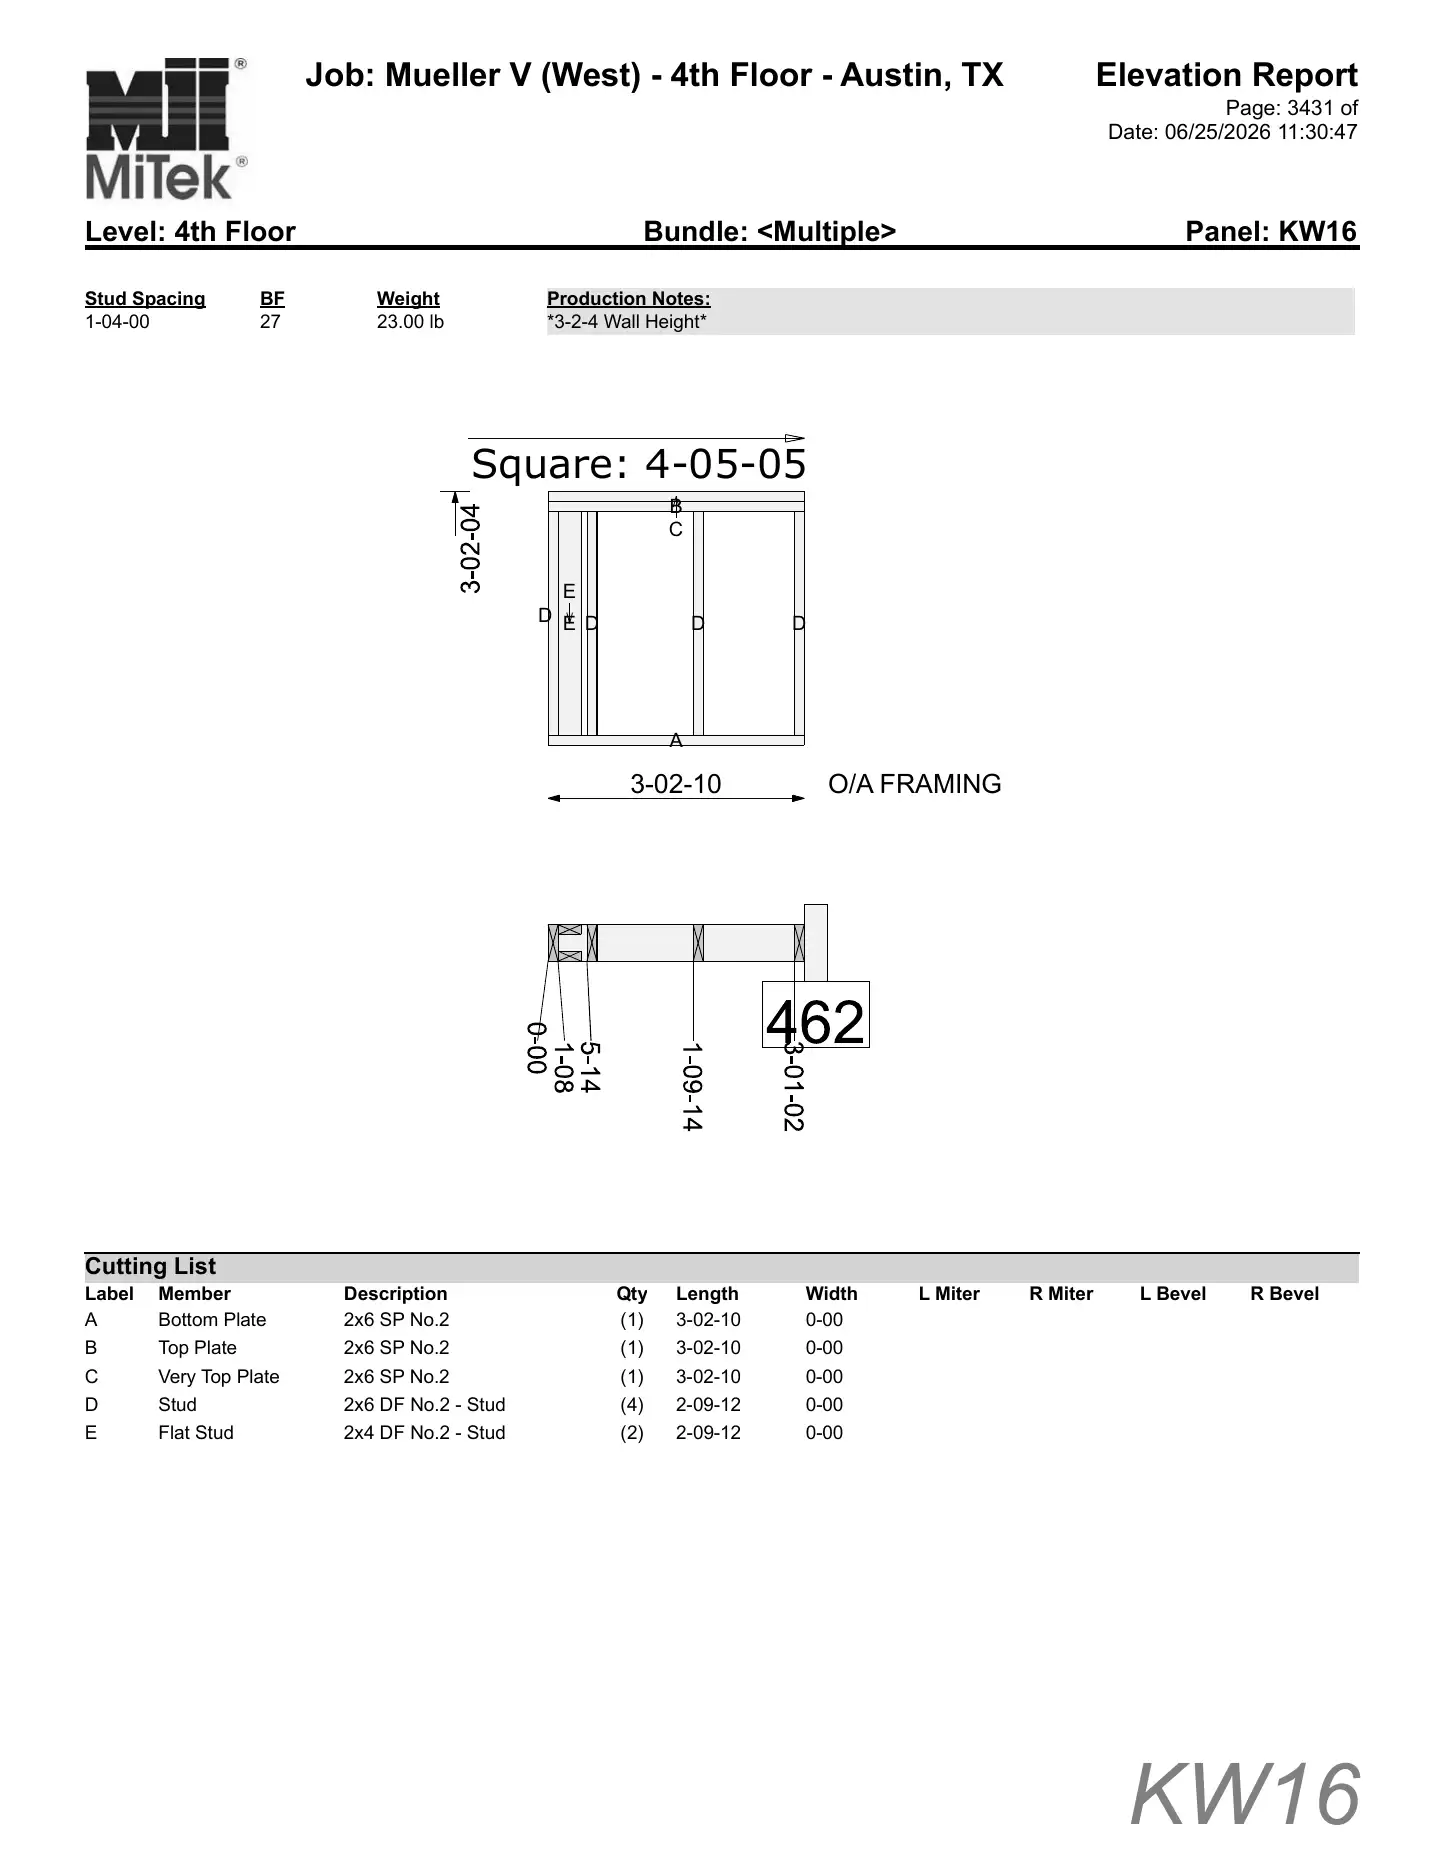 Job: Mueller V (West) - 4th Floor - Austin, TX
Elevation Report
Page: 3431 of
Date: 06/25/2026 11:30:47
MiTek®
Level: 4th Floor Bundle: <Multiple> Panel: KW16
Stud Spacing BF Weight Production Notes:
1-04-00 27 23.00 lb *3-2-4 Wall Height*
Square: 4-05-05
3-02-04
B
C
E
D E D D D
A
3-02-10 O/A FRAMING
462
0-00 1-08 5-14 1-09-14 3-01-02
Cutting List
Label Member Description Qty Length Width L Miter R Miter L Bevel R Bevel
A Bottom Plate 2x6 SP No.2 (1) 3-02-10 0-00
B Top Plate 2x6 SP No.2 (1) 3-02-10 0-00
C Very Top Plate 2x6 SP No.2 (1) 3-02-10 0-00
D Stud 2x6 DF No.2 - Stud (4) 2-09-12 0-00
E Flat Stud 2x4 DF No.2 - Stud (2) 2-09-12 0-00
KW16